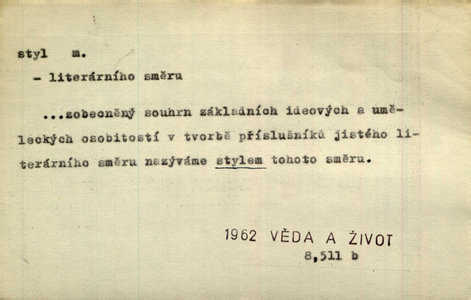 styl m.
- literárního směru
...zobecněný souhrn základních ideových a umě-
leckých osobitostí v tvorbě příslušníků jistého li-
terárního směru nazýváme stylem tohoto směru.
1962 VĚDA A ŽIVOT
8,511 b